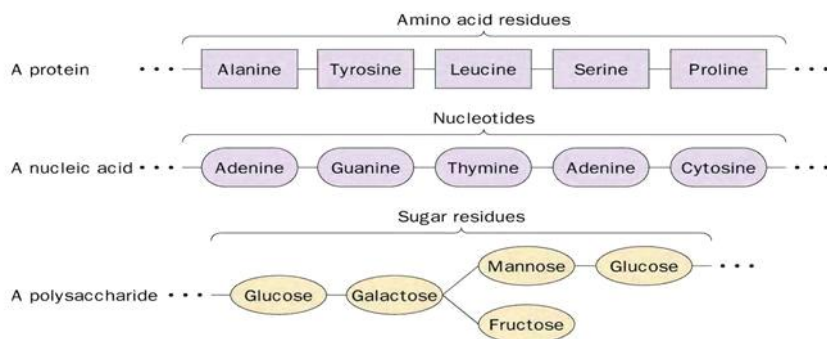 Amino acid residues
A protein ••• Alanine Tyrosine Leucine Serine Proline •••
Nucleotides
A nucleic acid ••• Adenine Guanine Thymine Adenine Cytosine •••
Sugar residues
Mannose Glucose •••
A polysaccharide ••• Glucose Galactose
Fructose